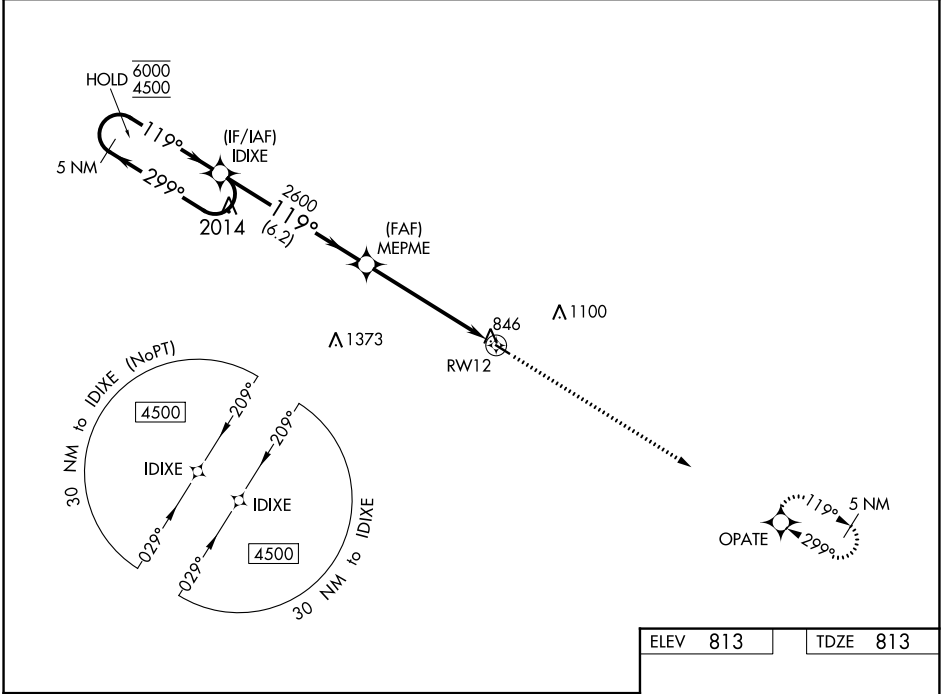 HOLD 6000
4500
119°
5 NM
299°
(IF/IAF)
IDIXE
2014
2600
119°
(6.2)
(FAF)
MEPME
1373
846
RW12
1100
30 NM to IDIXE (NoPT)
4500
209°
IDIXE
029°
209°
IDIXE
4500
029°
30 NM to IDIXE
OPATE
119°
299°
5 NM
ELEV 813
TDZE 813